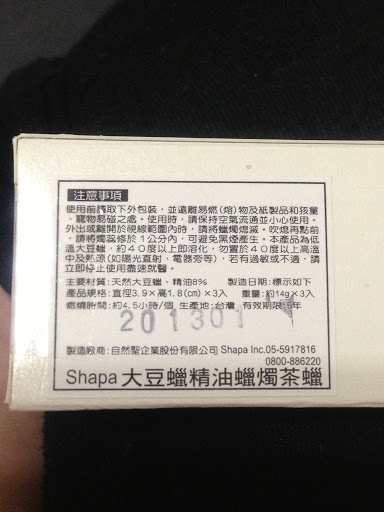 注意事項
使用前請取下外包裝，並遠離易燃(熔)物及紙製品和孩童
、寵物易碰之處。使用時，請保持空氣流通並小心使用。
外出或離開於視線範圍內時，請將蠟燭熄滅。吹熄再點前
，請將燭蕊修於1公分內，可避免黑煙產生。本產品為低
溫大豆蠟，約40度以上即溶化，勿置於40度以上高溫
中及熱源(如陽光直射、電器旁等)，若有過敏或不適，請
立即停止使用盡速就醫。
主要材質：天然大豆蠟、精油8% 製造日期：標示如下
產品規格：直徑3.9×高1.8(cm)×3入 重量：約14g×3入
燃燒時間：約4.5小時/個 生產地：台灣 有效期限：5年
201301
製造廠商：自然聖企業股份有限公司 Shapa Inc.05-5917816
0800-886220
Shapa 大豆蠟精油蠟燭茶蠟